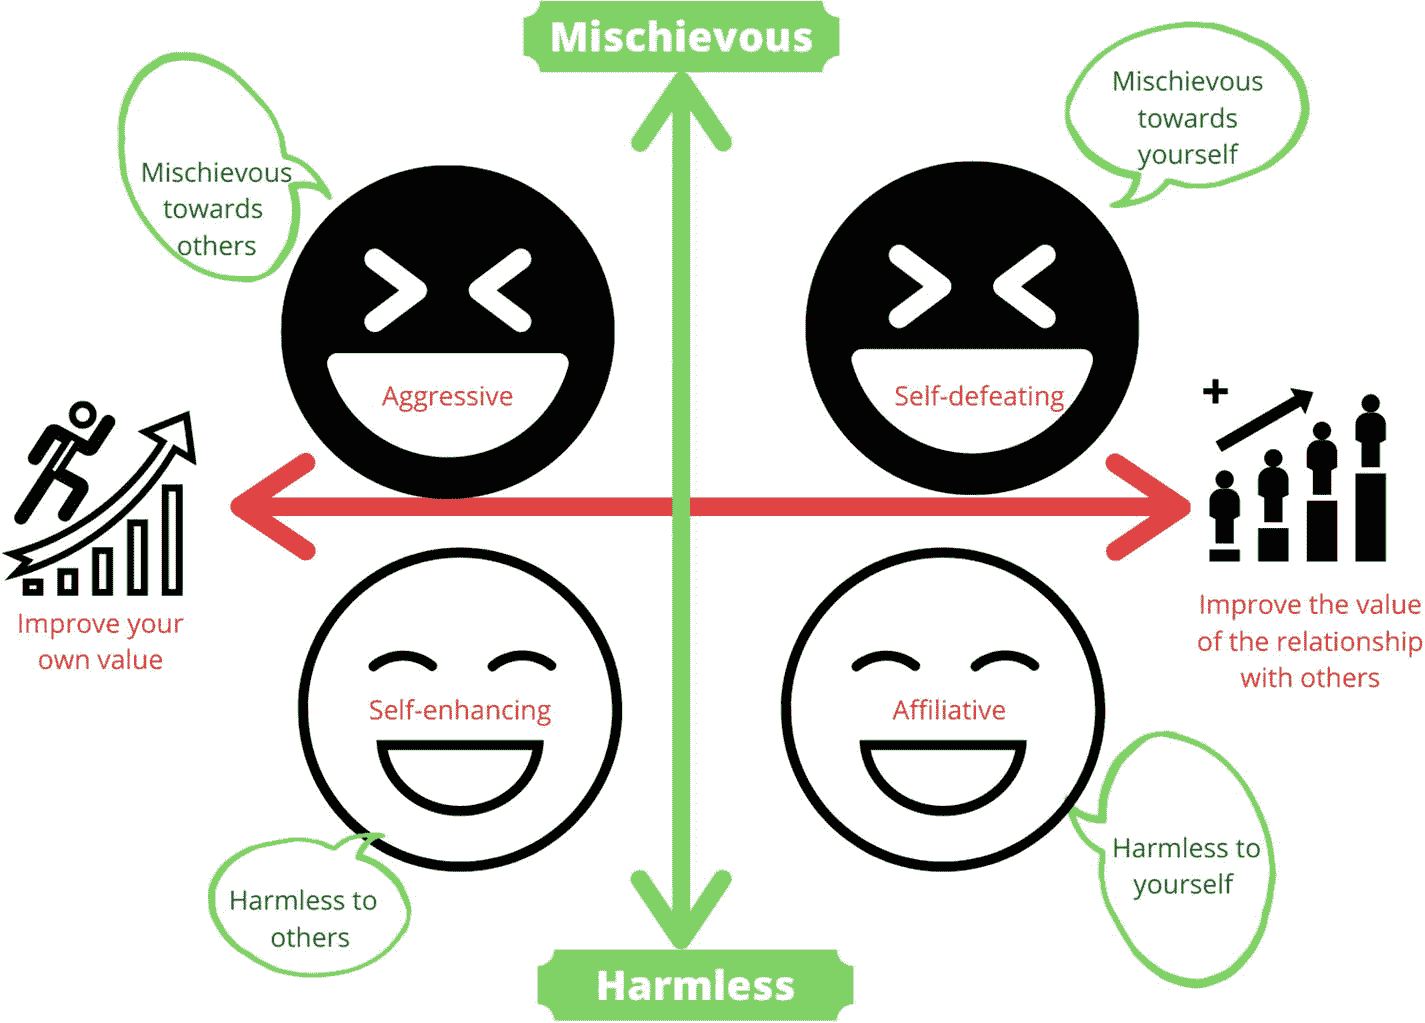 Mischievous
Mischievous
towards
others
Mischievous
towards
yourself
Aggressive
Self-defeating
Improve your
own value
Improve the value
of the relationship
with others
Self-enhancing
Affiliative
Harmless to
others
Harmless to
yourself
Harmless